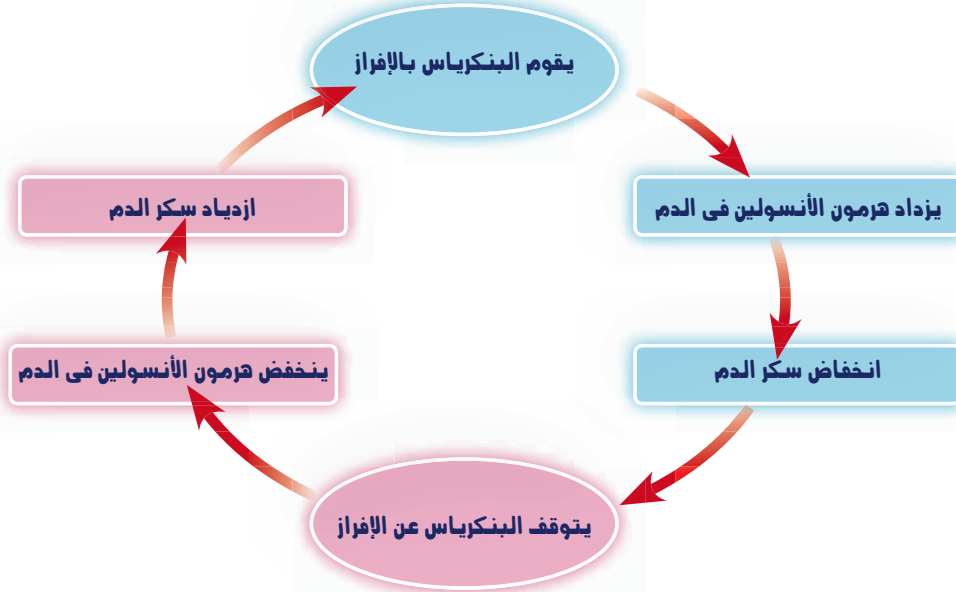 يقوم البنكرياس بالإفراز
يزداد هرمون الأنسولين فى الدم
انخفاض سكر الدم
يتوقف البنكرياس عن الإفراز
ينخفض هرمون الأنسولين فى الدم
ازدياد سكر الدم